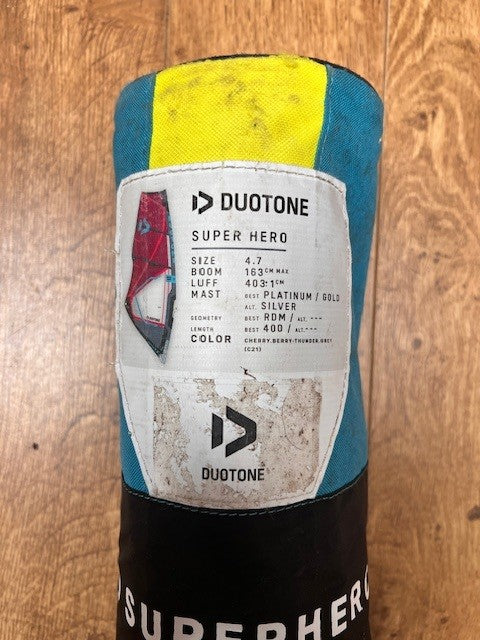 DUOTONE
SUPER HERO
SIZE 4.7
BOOM 163 CM MAX
LUFF 403.1 CM
MAST BEST PLATINUM / GOLD
ALT. SILVER
GEOMETRY BEST RDM / ALT. ---
LENGTH BEST 400 / ALT. ---
COLOR CHERRY.BERRY-THUNDER.GREY
(C21)
DUOTONE
SUPERHERO